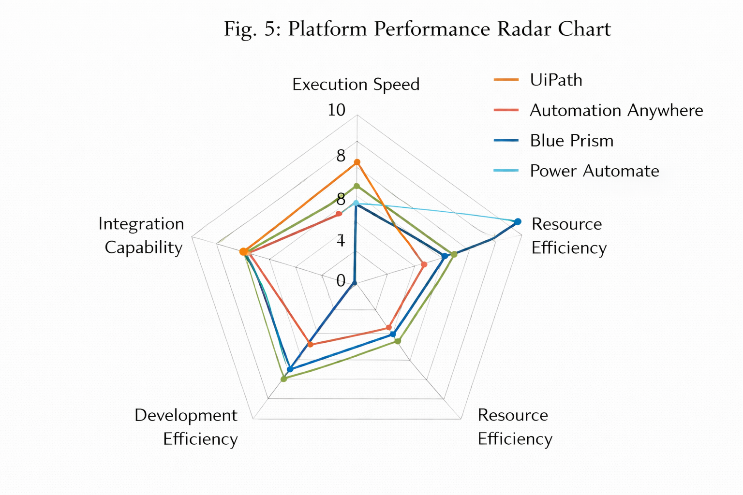 Fig. 5: Platform Performance Radar Chart
Execution Speed
10
8
8
4
0
UiPath
Automation Anywhere
Blue Prism
Power Automate
Integration
Capability
Resource
Efficiency
Development
Efficiency
Resource
Efficiency